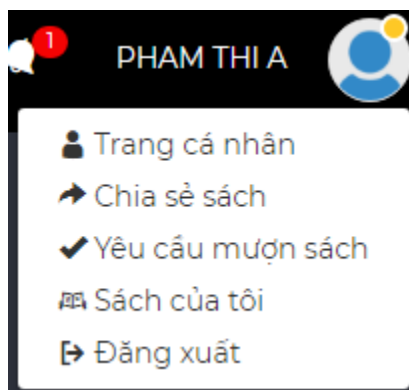 1
PHAM THI A
Trang cá nhân
Chia sẻ sách
Yêu cầu mượn sách
Sách của tôi
Đăng xuất